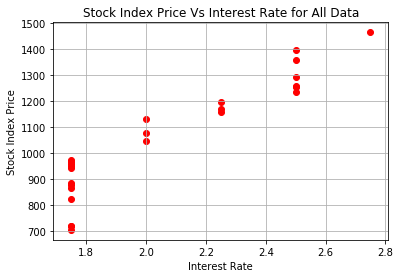 Stock Index Price Vs Interest Rate for All Data
1500
1400
1300
1200
1100
1000
900
800
700
Stock Index Price
1.8 2.0 2.2 2.4 2.6 2.8
Interest Rate